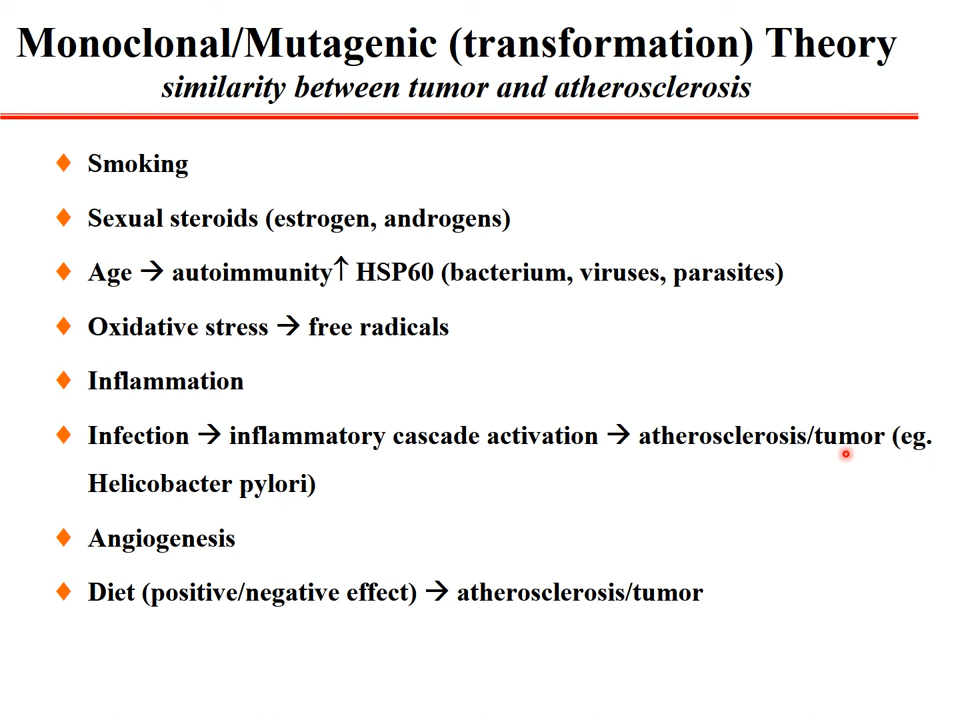 Monoclonal/Mutagenic (transformation) Theory
similarity between tumor and atherosclerosis
♦ Smoking
♦ Sexual steroids (estrogen, androgens)
♦ Age → autoimmunity↑ HSP60 (bacterium, viruses, parasites)
♦ Oxidative stress → free radicals
♦ Inflammation
♦ Infection → inflammatory cascade activation → atherosclerosis/tumor (eg.
Helicobacter pylori)
♦ Angiogenesis
♦ Diet (positive/negative effect) → atherosclerosis/tumor